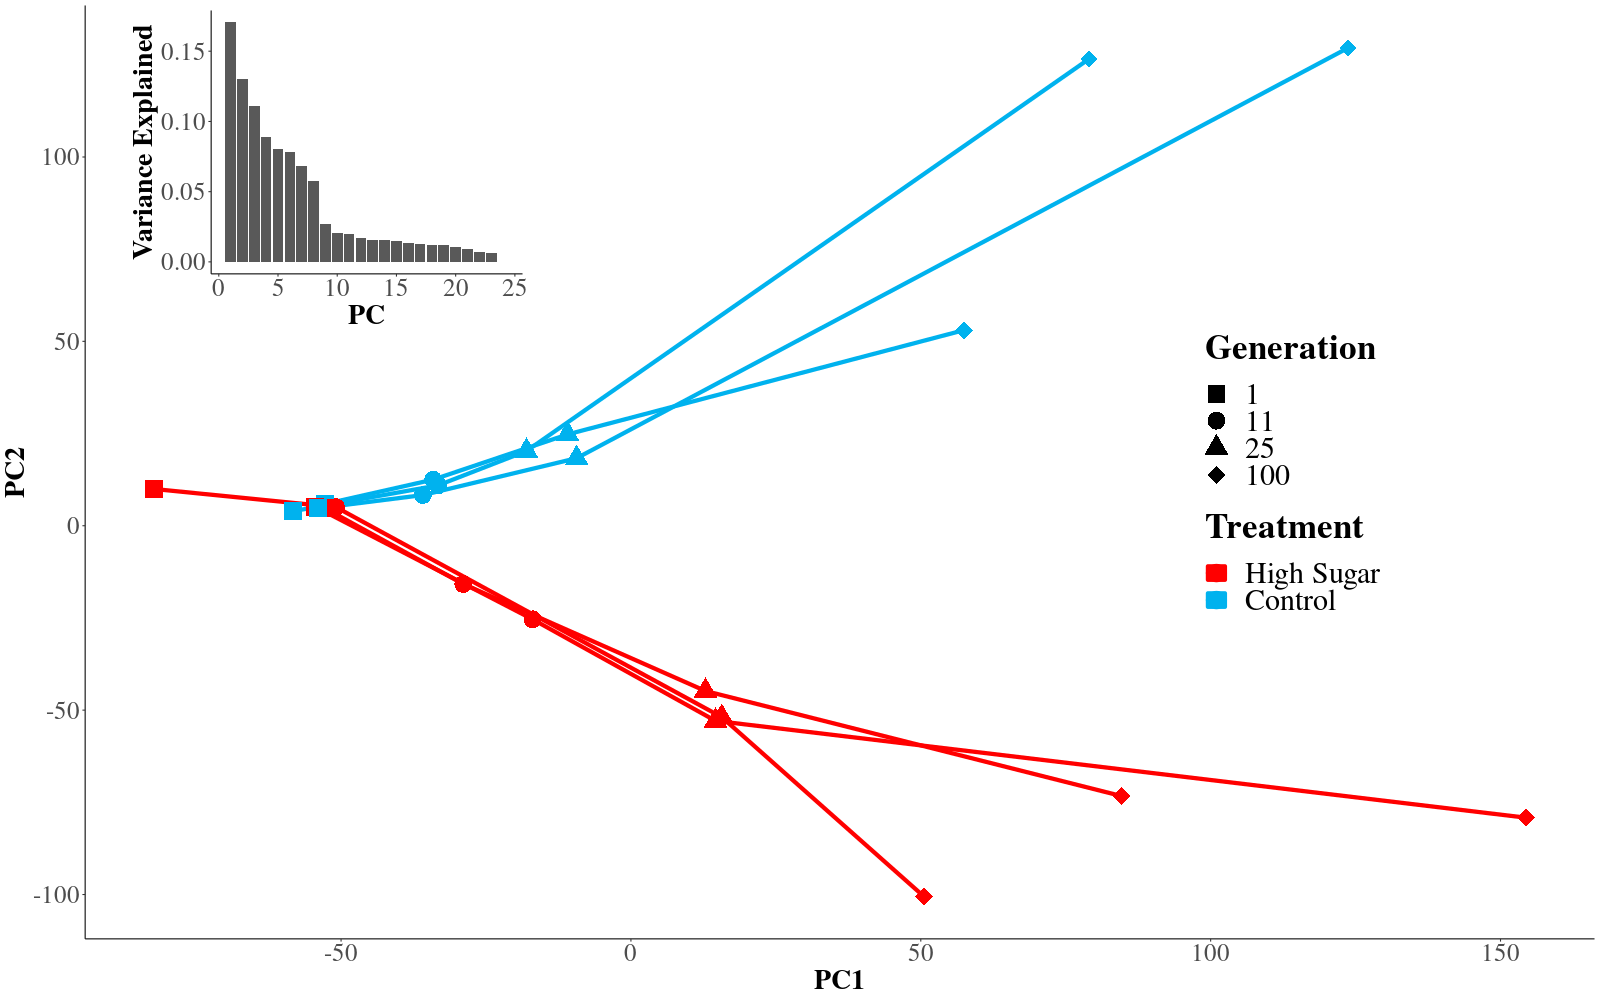 Variance Explained
0.15
0.10
0.05
0.00
0 5 10 15 20 25
PC
PC2
100
50
0
-50
-100
Generation
1
11
25
100
Treatment
High Sugar
Control
-50 0 50 100 150
PC1